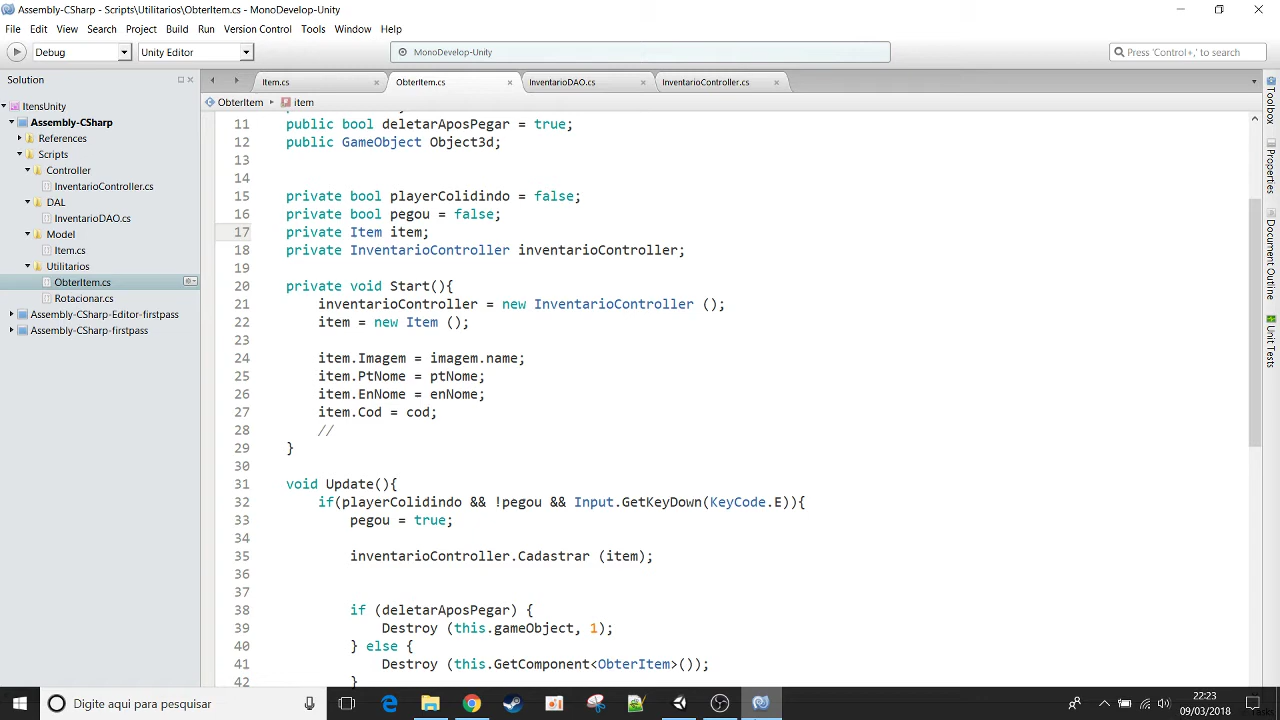 Assembly-CSharp - Scripts\Utilitarios\ObterItem.cs - MonoDevelop-Unity
File Edit View Search Project Build Run Version Control Tools Window Help
Debug Unity Editor MonoDevelop-Unity Press 'Control+,' to search
Solution
Item.cs ObterItem.cs InventarioDAO.cs InventarioController.cs
ObterItem item
ItensUnity
Assembly-CSharp
References
Scripts
Controller
InventarioController.cs
DAL
InventarioDAO.cs
Model
Item.cs
Utilitarios
ObterItem.cs
Rotacionar.cs
Assembly-CSharp-Editor-firstpass
Assembly-CSharp-firstpass
11 public bool deletarAposPegar = true;
12 public GameObject Object3d;
13
14
15 private bool playerColidindo = false;
16 private bool pegou = false;
17 private Item item;
18 private InventarioController inventarioController;
19
20 private void Start(){
21 inventarioController = new InventarioController ();
22 item = new Item ();
23
24 item.Imagem = imagem.name;
25 item.PtNome = ptNome;
26 item.EnNome = enNome;
27 item.Cod = cod;
28 //
29 }
30
31 void Update(){
32 if(playerColidindo && !pegou && Input.GetKeyDown(KeyCode.E)){
33 pegou = true;
34
35 inventarioController.Cadastrar (item);
36
37
38 if (deletarAposPegar) {
39 Destroy (this.gameObject, 1);
40 } else {
41 Destroy (this.GetComponent<ObterItem>());
42 }
Toolbox
Properties
Document Outline
Unit Tests
Digite aqui para pesquisar
22:23
09/03/2018